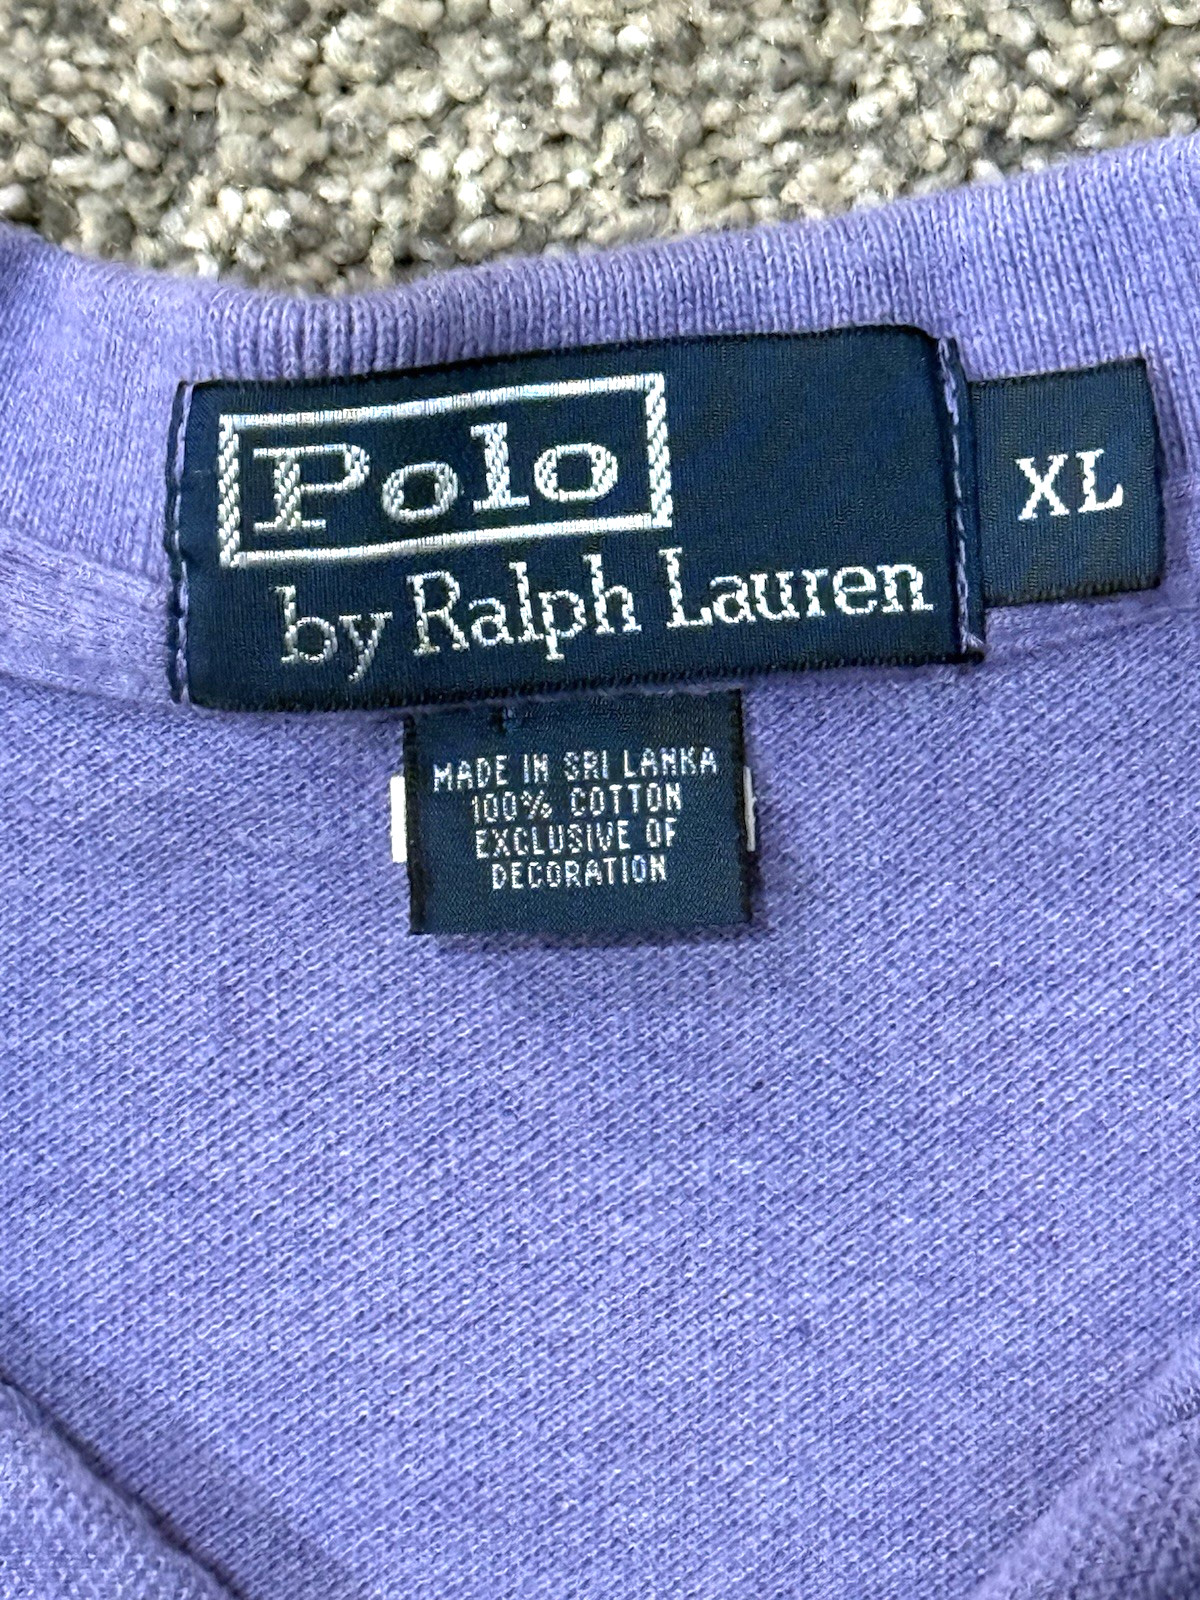 Polo
by Ralph Lauren
XL
MADE IN SRI LANKA
100% COTTON
EXCLUSIVE OF
DECORATION